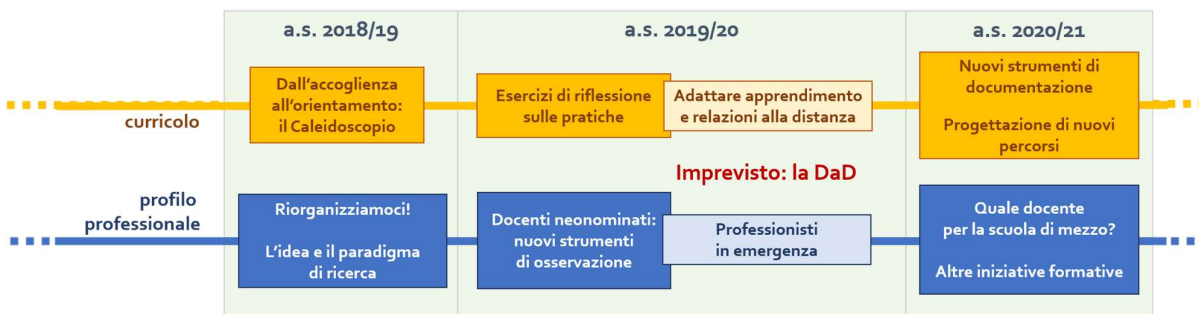 a.s. 2018/19
a.s. 2019/20
a.s. 2020/21
curricolo
Dall'accoglienza
all'orientamento:
il Caleidoscopio
Esercizi di riflessione
sulle pratiche
Adattare apprendimento
e relazioni alla distanza
Nuovi strumenti di
documentazione
Progettazione di nuovi
percorsi
Imprevisto: la DaD
profilo
professionale
Riorganizziamoci!
L'idea e il paradigma
di ricerca
Docenti neonominati:
nuovi strumenti
di osservazione
Professionisti
in emergenza
Quale docente
per la scuola di mezzo?
Altre iniziative formative